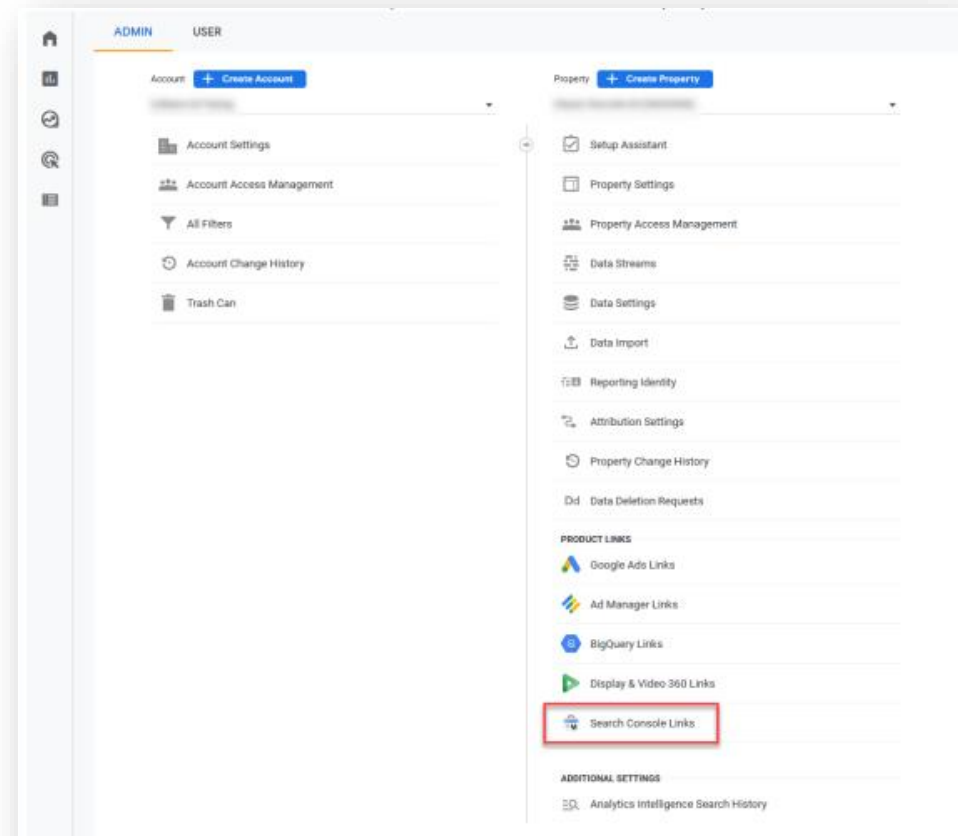 ADMIN USER
Account + Create Account
Account Settings
Account Access Management
All Filters
Account Change History
Trash Can
Property + Create Property
Setup Assistant
Property Settings
Property Access Management
Data Streams
Data Settings
Data Import
Reporting Identity
Attribution Settings
Property Change History
Dd Data Deletion Requests
PRODUCT LINKS
Google Ads Links
Ad Manager Links
BigQuery Links
Display & Video 360 Links
Search Console Links
ADDITIONAL SETTINGS
Analytics Intelligence Search History